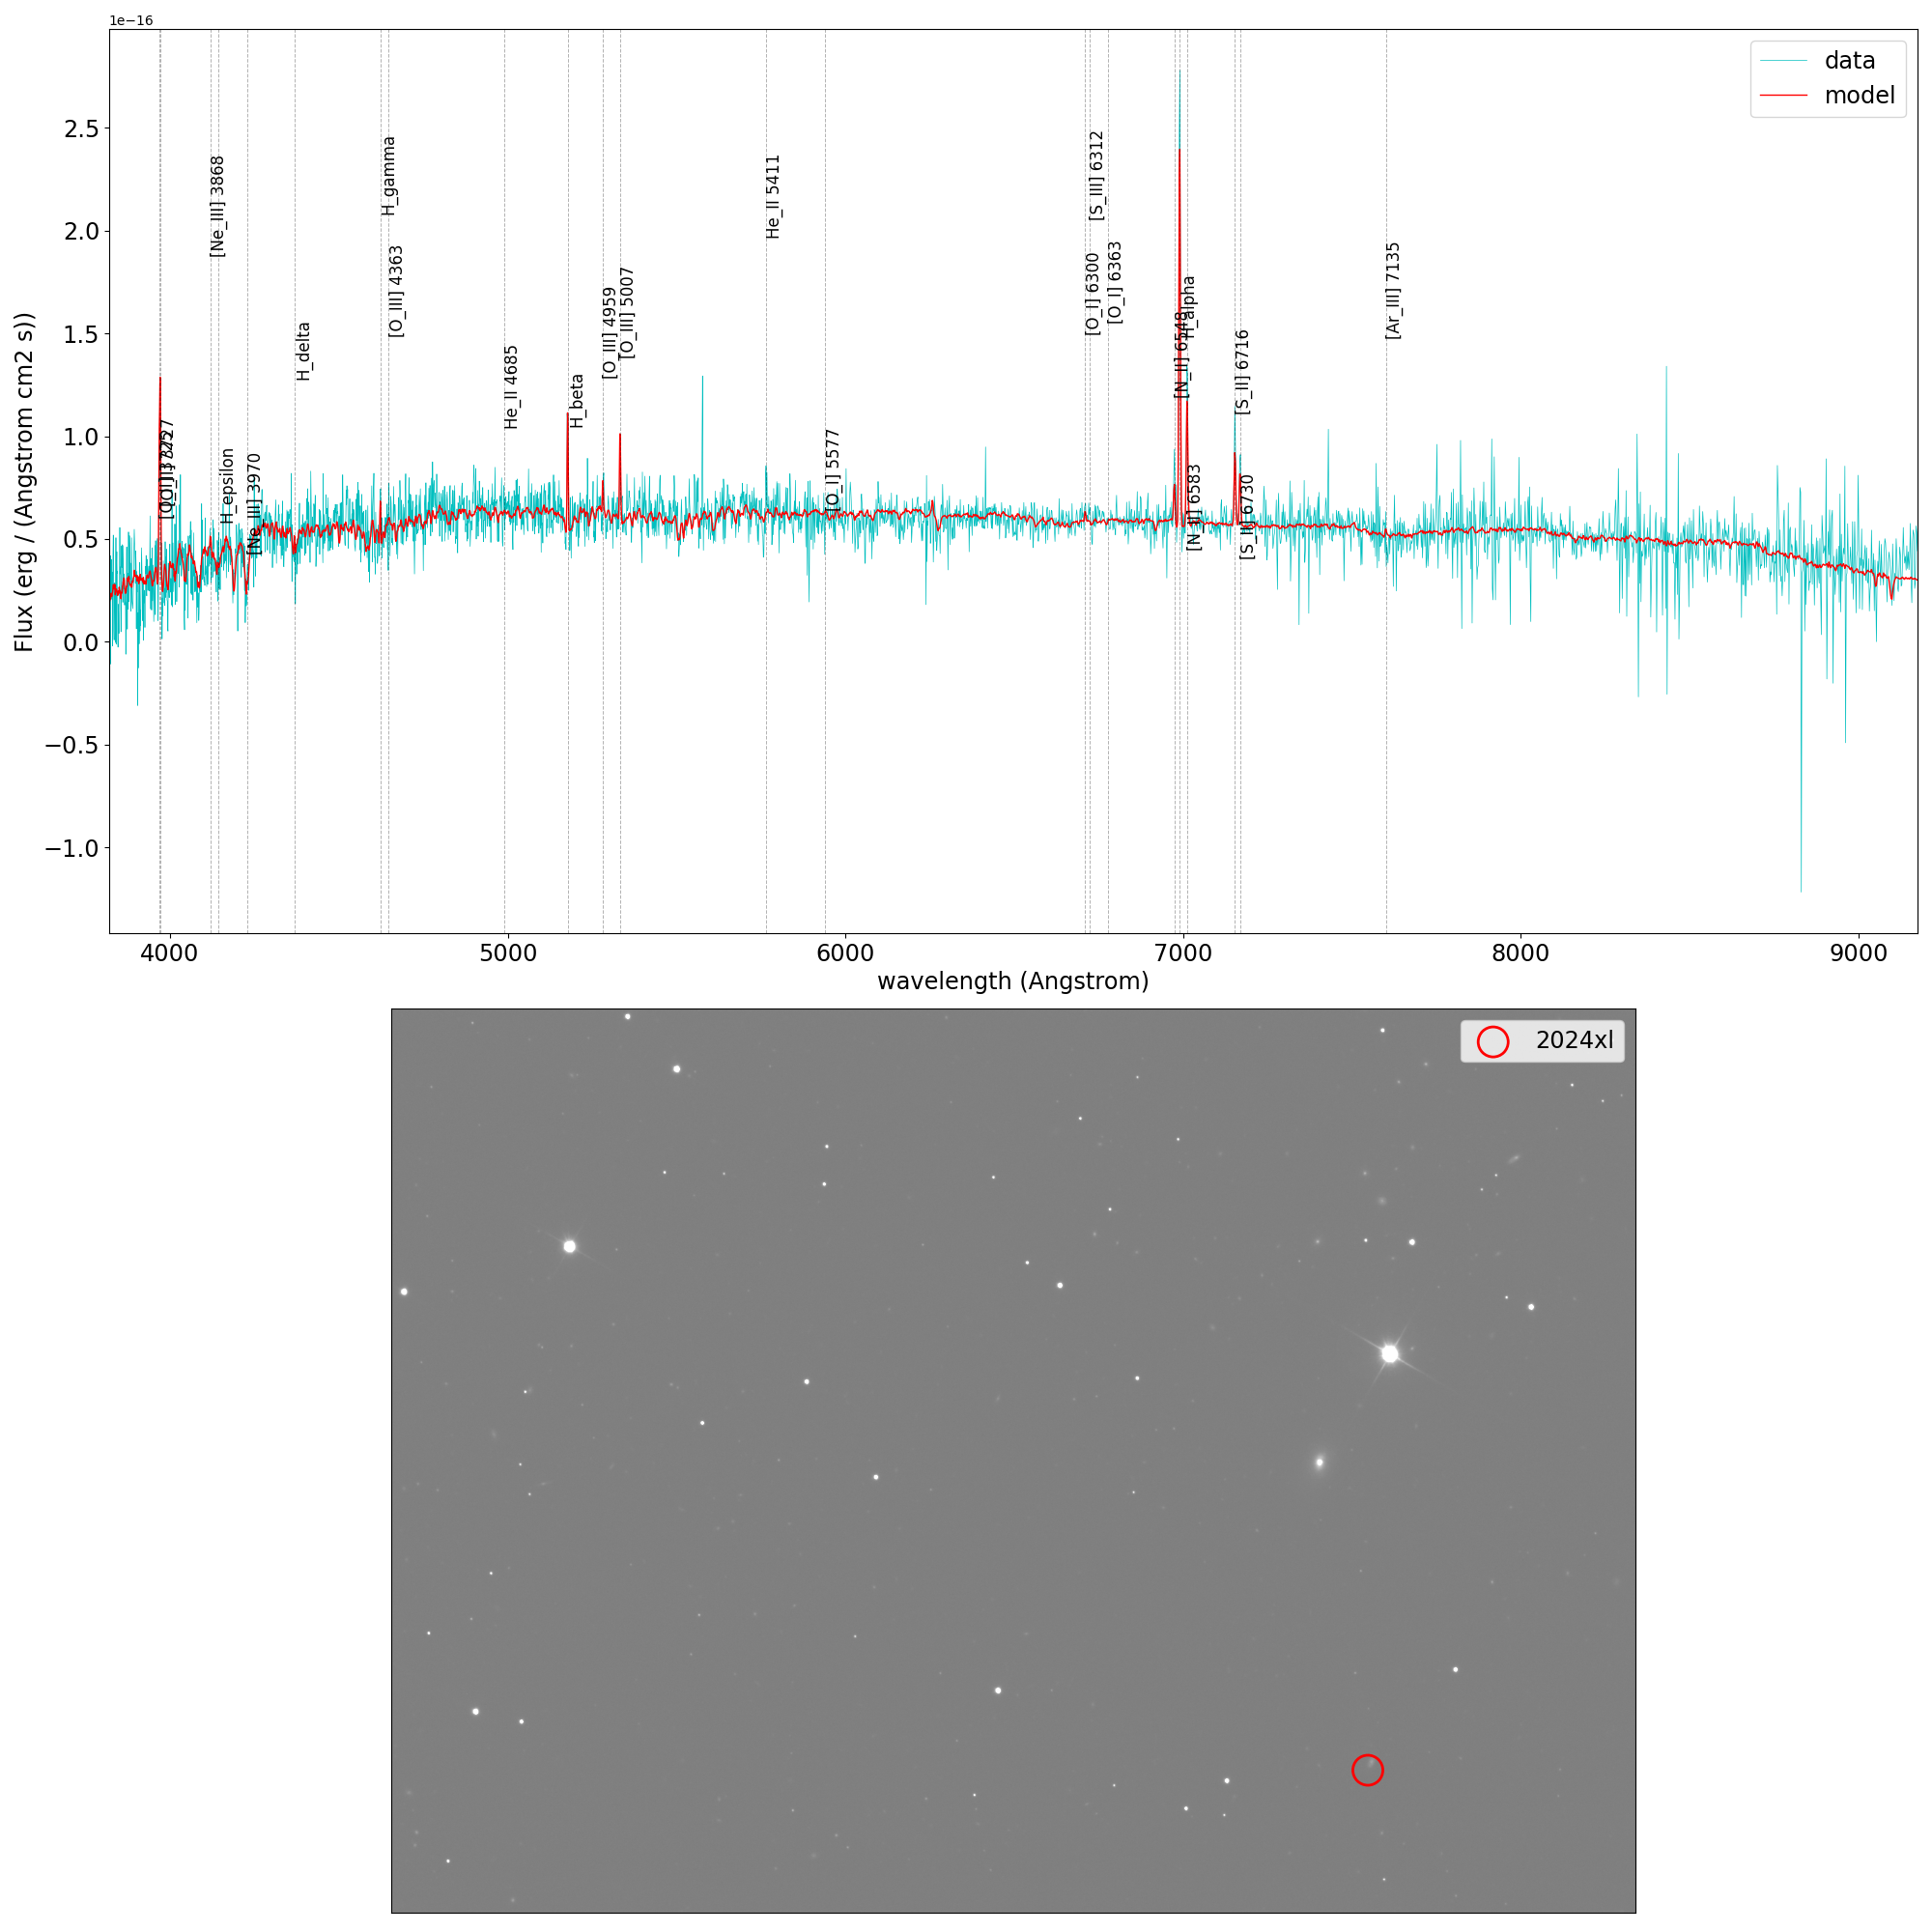 1e−16
data
model
2.5
2.0
1.5
1.0
0.5
0.0
−0.5
−1.0
Flux (erg / (Angstrom cm2 s))
[Ne_III] 3868
H_epsilon
[Ne_III] 3970
H_delta
H_gamma
[O_III] 4363
He_II 4685
H_beta
[O_III] 4959
[O_III] 5007
He_II 5411
[O_I] 5577
[O_I] 6300
[S_III] 6312
[O_I] 6363
[N_II] 6548
H_alpha
[N_II] 6583
[S_II] 6716
[S_II] 6730
[Ar_III] 7135
4000
5000
6000
7000
8000
9000
wavelength (Angstrom)
2024xl